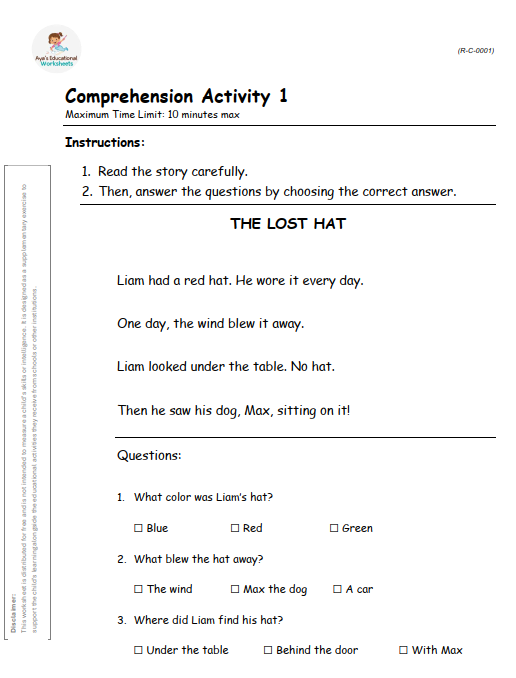 Aya's Educational
Worksheets
(R-C-0001)
Comprehension Activity 1
Maximum Time Limit: 10 minutes max
Instructions:
1. Read the story carefully.
2. Then, answer the questions by choosing the correct answer.
THE LOST HAT
Liam had a red hat. He wore it every day.
One day, the wind blew it away.
Liam looked under the table. No hat.
Then he saw his dog, Max, sitting on it!
Questions:
1. What color was Liam's hat?
☐ Blue ☐ Red ☐ Green
2. What blew the hat away?
☐ The wind ☐ Max the dog ☐ A car
3. Where did Liam find his hat?
☐ Under the table ☐ Behind the door ☐ With Max
Disclaimer:
This worksheet is distributed for free and is not intended to measure a child's skills or intelligence. It is designed as a supplementary exercise to
support the child's learning alongside the educational activities they receive from schools or other institutions.